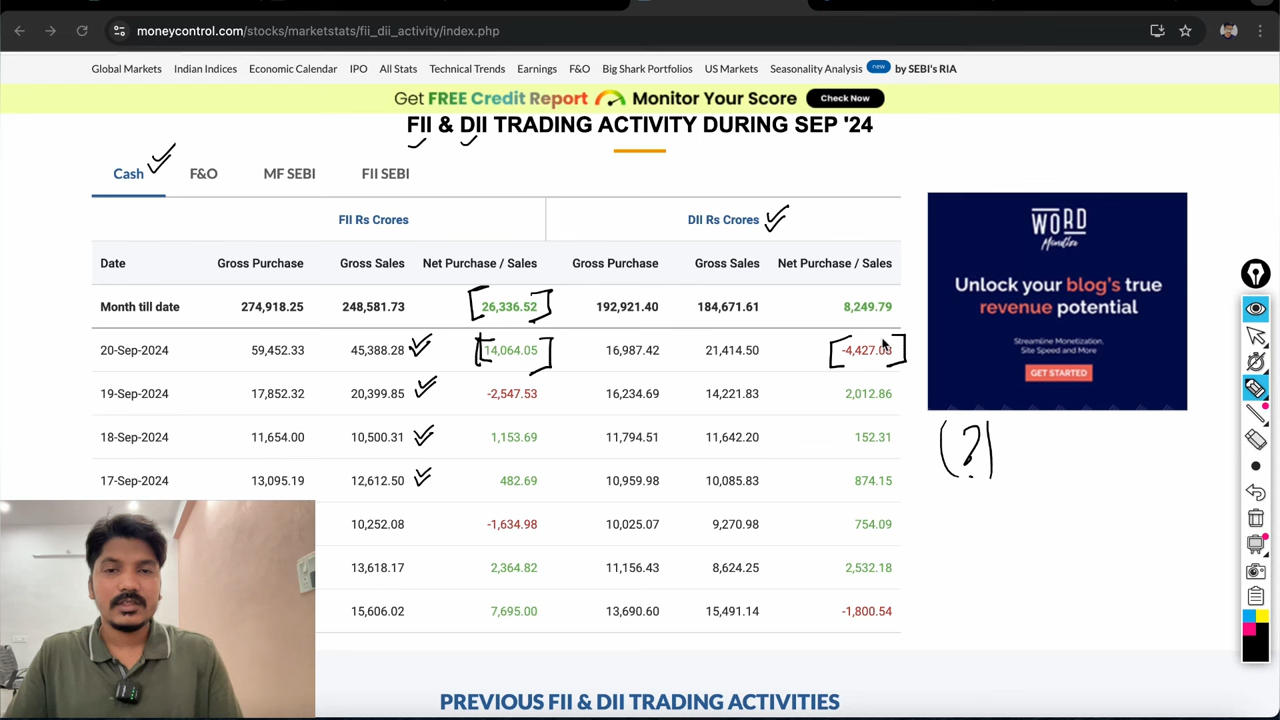 moneycontrol.com/stocks/marketstats/fii_dii_activity/index.php
Global Markets Indian Indices Economic Calendar IPO All Stats Technical Trends Earnings F&O Big Shark Portfolios US Markets Seasonality Analysis new by SEBI's RIA
Get FREE Credit Report Monitor Your Score Check Now
FII & DII TRADING ACTIVITY DURING SEP '24
Cash F&O MF SEBI FII SEBI
FII Rs Crores DII Rs Crores
Date Gross Purchase Gross Sales Net Purchase / Sales Gross Purchase Gross Sales Net Purchase / Sales
Month till date 274,918.25 248,581.73 26,336.52 192,921.40 184,671.61 8,249.79
20-Sep-2024 59,452.33 45,388.28 14,064.05 16,987.42 21,414.50 -4,427.08
19-Sep-2024 17,852.32 20,399.85 -2,547.53 16,234.69 14,221.83 2,012.86
18-Sep-2024 11,654.00 10,500.31 1,153.69 11,794.51 11,642.20 152.31
17-Sep-2024 13,095.19 12,612.50 482.69 10,959.98 10,085.83 874.15
10,252.08 -1,634.98 10,025.07 9,270.98 754.09
13,618.17 2,364.82 11,156.43 8,624.25 2,532.18
15,606.02 7,695.00 13,690.60 15,491.14 -1,800.54
PREVIOUS FII & DII TRADING ACTIVITIES
WORD
Mindle
Unlock your blog's true
revenue potential
Streamline Monetization,
Site Speed and More
GET STARTED
(?)